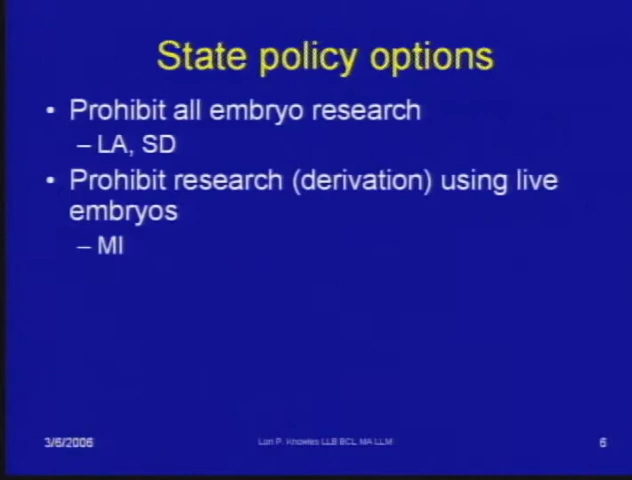 State policy options
• Prohibit all embryo research
– LA, SD
• Prohibit research (derivation) using live
embryos
– MI
3/6/2006
Lori P. Knowles LLB BCL MA LLM
6